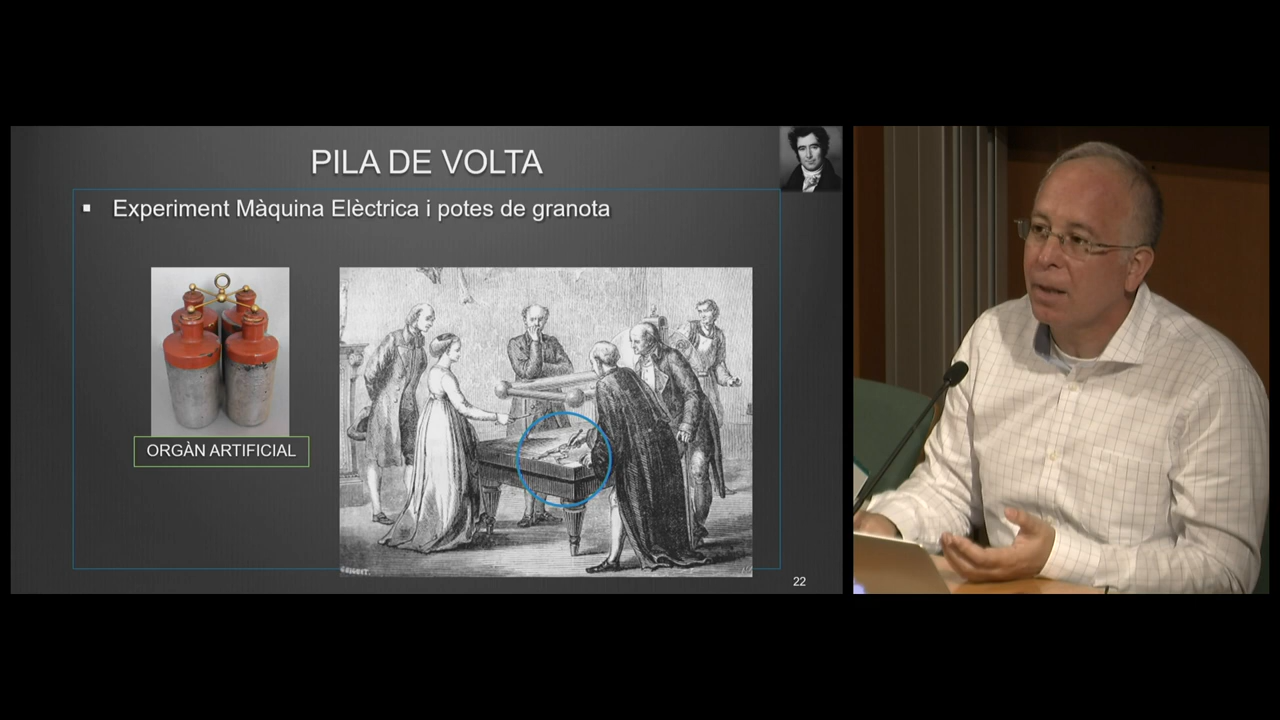 PILA DE VOLTA
▪ Experiment Màquina Elèctrica i potes de granota
ORGÀN ARTIFICIAL
22